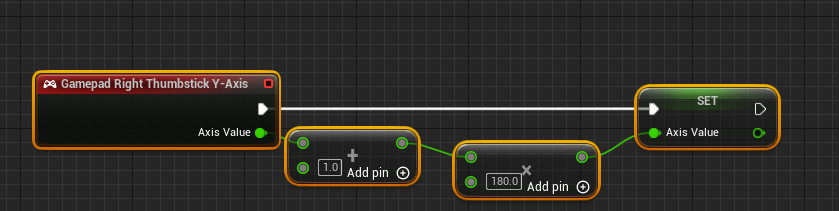 Gamepad Right Thumbstick Y-Axis
Axis Value
+
1.0
Add pin
×
180.0
Add pin
SET
Axis Value